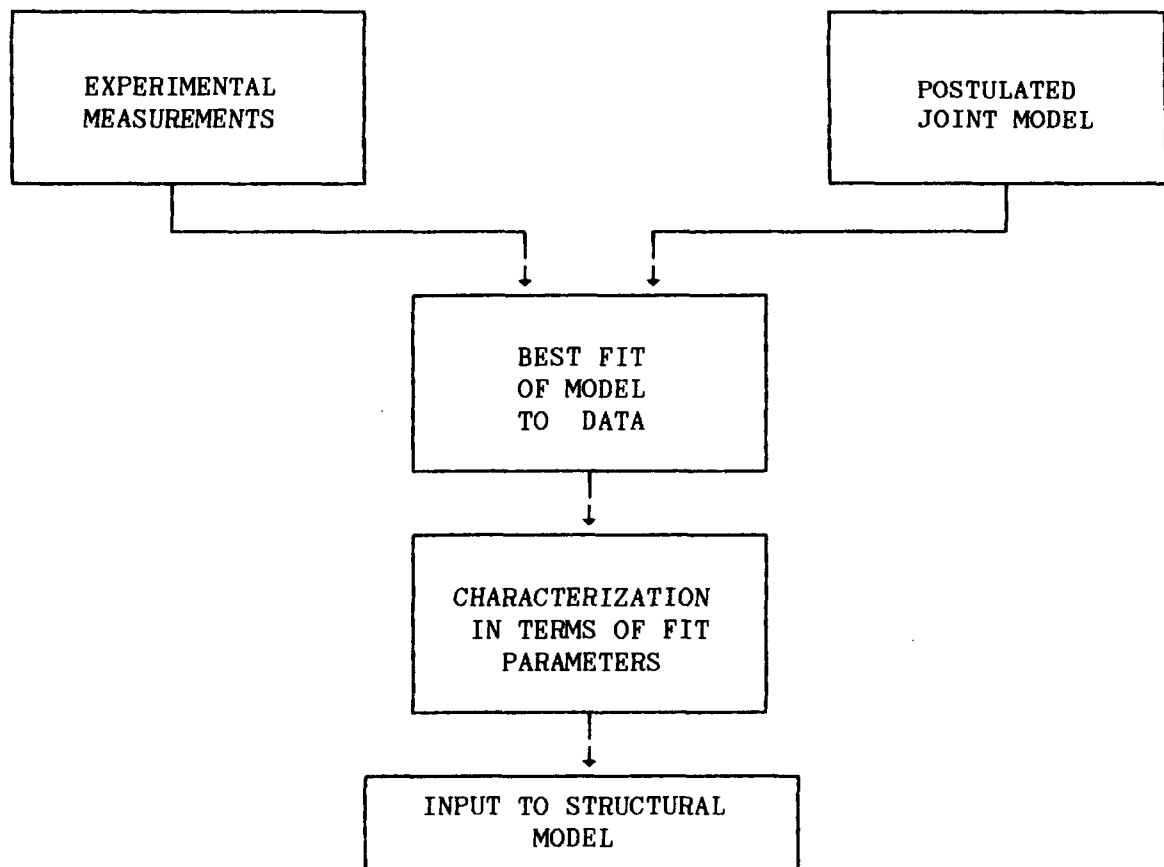 EXPERIMENTAL
MEASUREMENTS
POSTULATED
JOINT MODEL
BEST FIT
OF MODEL
TO DATA
CHARACTERIZATION
IN TERMS OF FIT
PARAMETERS
INPUT TO STRUCTURAL
MODEL